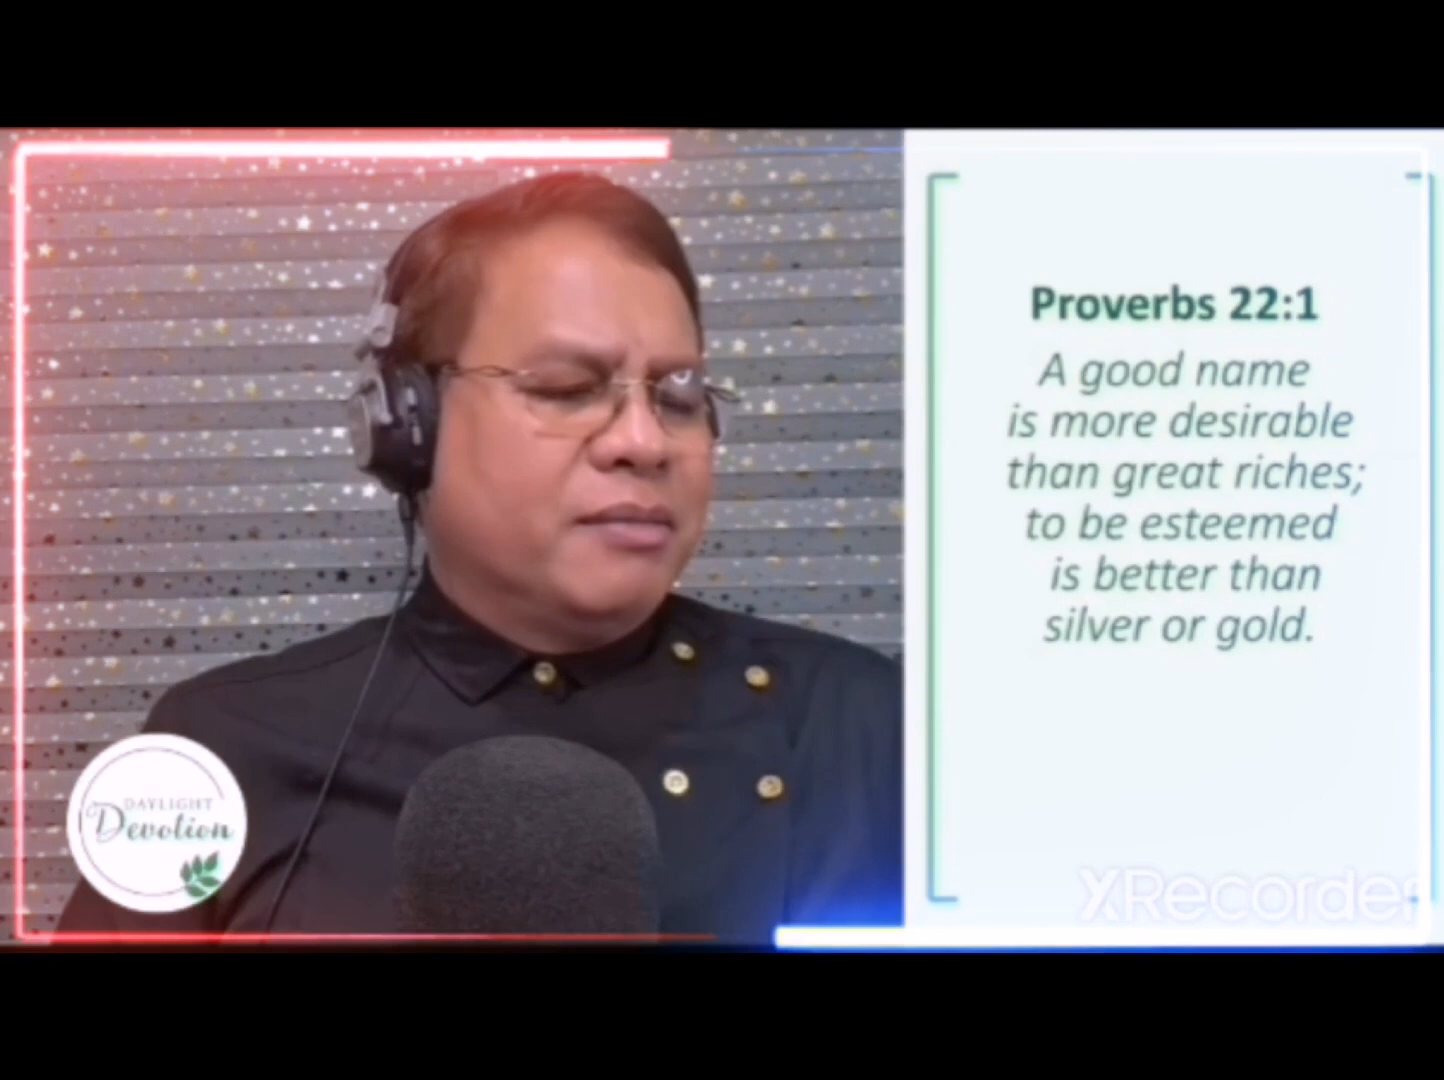 Proverbs 22:1
A good name
is more desirable
than great riches;
to be esteemed
is better than
silver or gold.
DAYLIGHT
Devotion
XRecorder